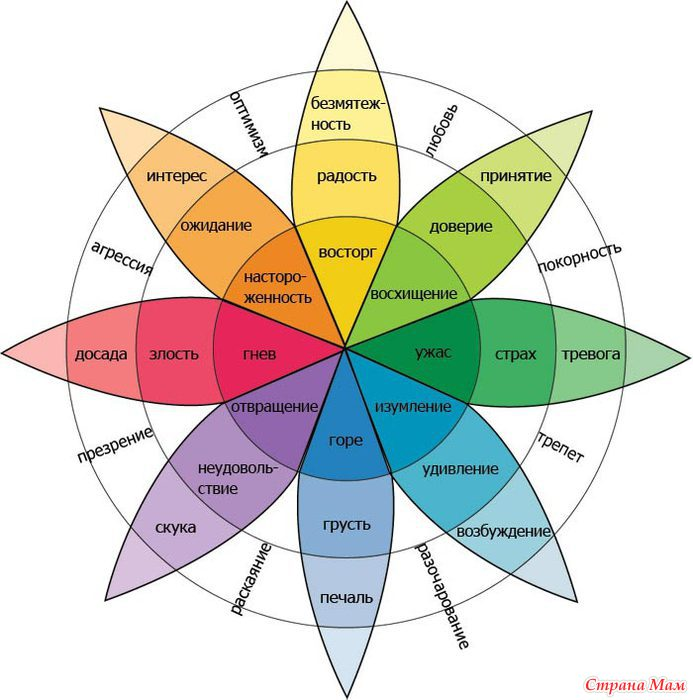 безмятеж-
ность
оптимизм
любовь
интерес
радость
принятие
ожидание
доверие
агрессия
покорность
восторг
насторо-
женность
восхищение
досада
злость
гнев
ужас
страх
тревога
отвращение
изумление
презрение
горе
трепет
неудоволь-
ствие
удивление
скука
грусть
возбуждение
раскаяние
разочарование
печаль
Страна Мам